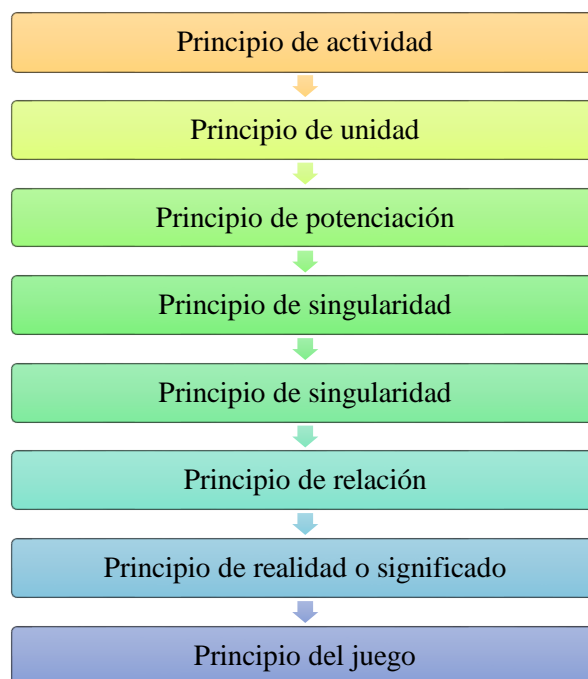 Principio de actividad
Principio de unidad
Principio de potenciación
Principio de singularidad
Principio de singularidad
Principio de relación
Principio de realidad o significado
Principio del juego